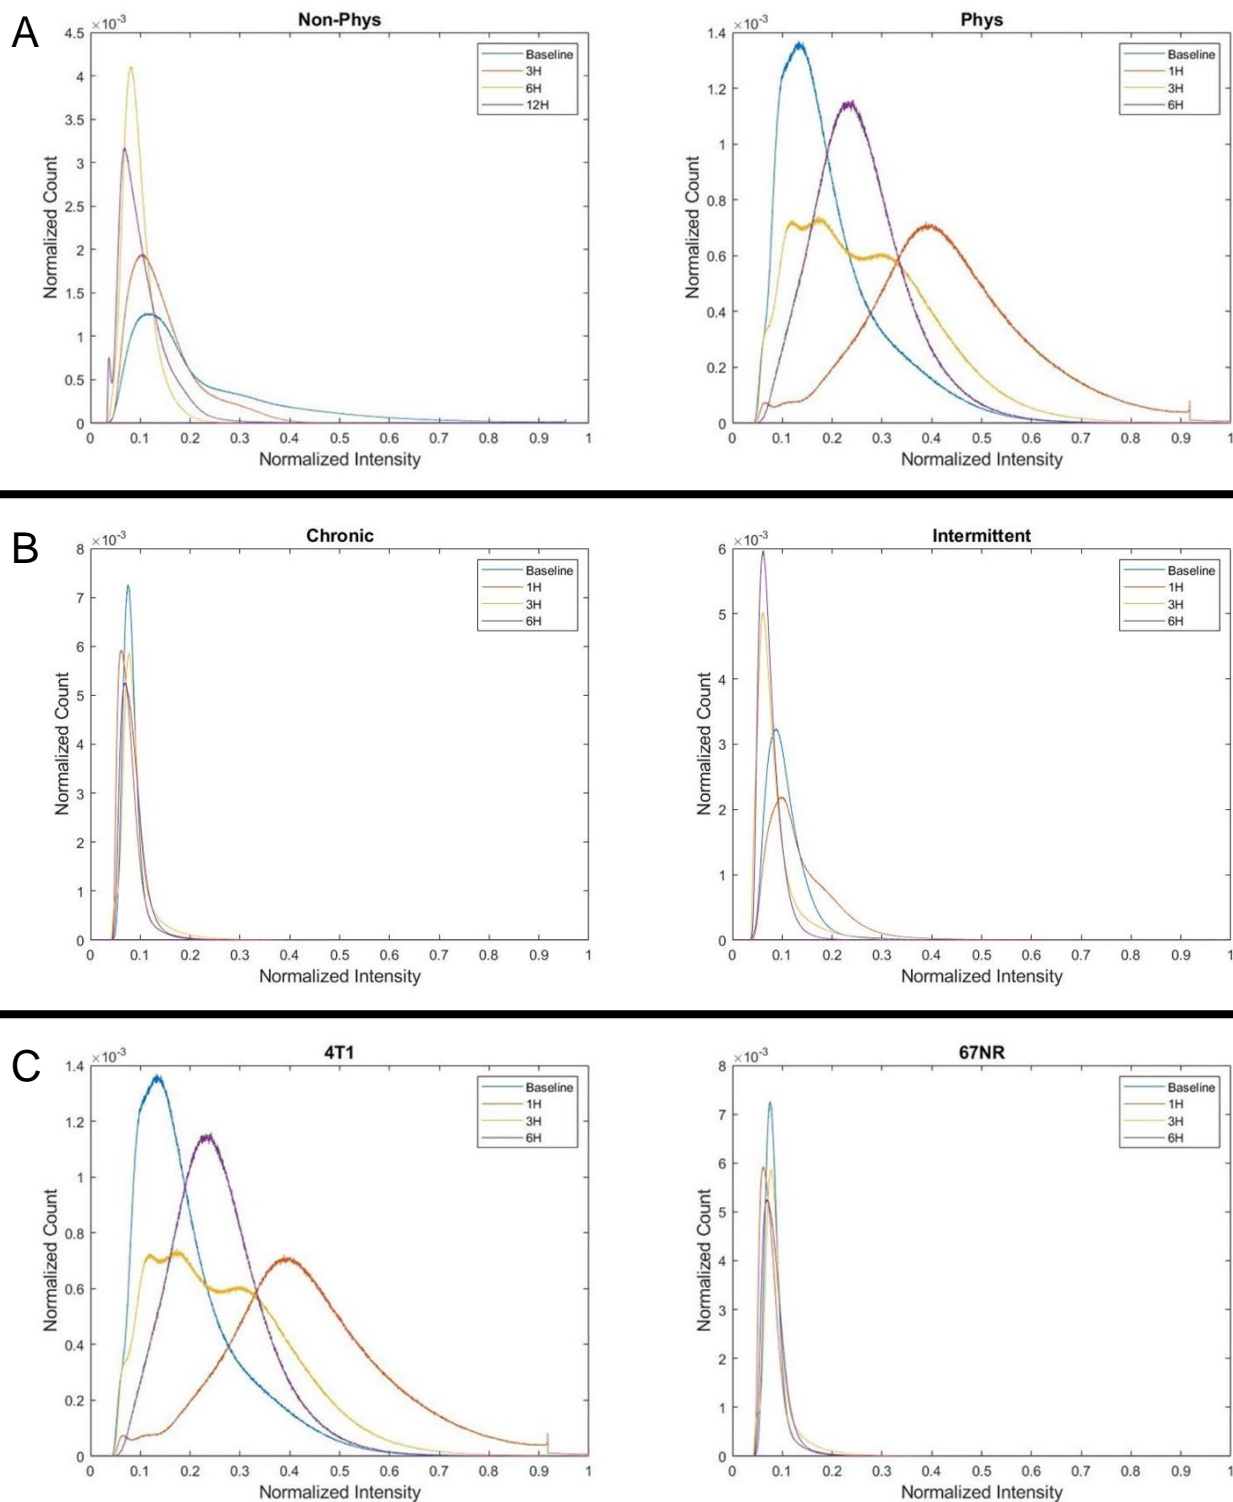 A
Non-Phys
×10⁻³
4.5
4
3.5
3
2.5
2
1.5
1
0.5
0
Normalized Count
Baseline
3H
6H
12H
0 0.1 0.2 0.3 0.4 0.5 0.6 0.7 0.8 0.9 1
Normalized Intensity
Phys
×10⁻³
1.4
1.2
1
0.8
0.6
0.4
0.2
0
Normalized Count
Baseline
1H
3H
6H
0 0.1 0.2 0.3 0.4 0.5 0.6 0.7 0.8 0.9 1
Normalized Intensity
B
Chronic
×10⁻³
8
7
6
5
4
3
2
1
0
Normalized Count
Baseline
1H
3H
6H
0 0.1 0.2 0.3 0.4 0.5 0.6 0.7 0.8 0.9 1
Normalized Intensity
Intermittent
×10⁻³
6
5
4
3
2
1
0
Normalized Count
Baseline
1H
3H
6H
0 0.1 0.2 0.3 0.4 0.5 0.6 0.7 0.8 0.9 1
Normalized Intensity
C
4T1
×10⁻³
1.4
1.2
1
0.8
0.6
0.4
0.2
0
Normalized Count
Baseline
1H
3H
6H
0 0.1 0.2 0.3 0.4 0.5 0.6 0.7 0.8 0.9 1
Normalized Intensity
67NR
×10⁻³
8
7
6
5
4
3
2
1
0
Normalized Count
Baseline
1H
3H
6H
0 0.1 0.2 0.3 0.4 0.5 0.6 0.7 0.8 0.9 1
Normalized Intensity